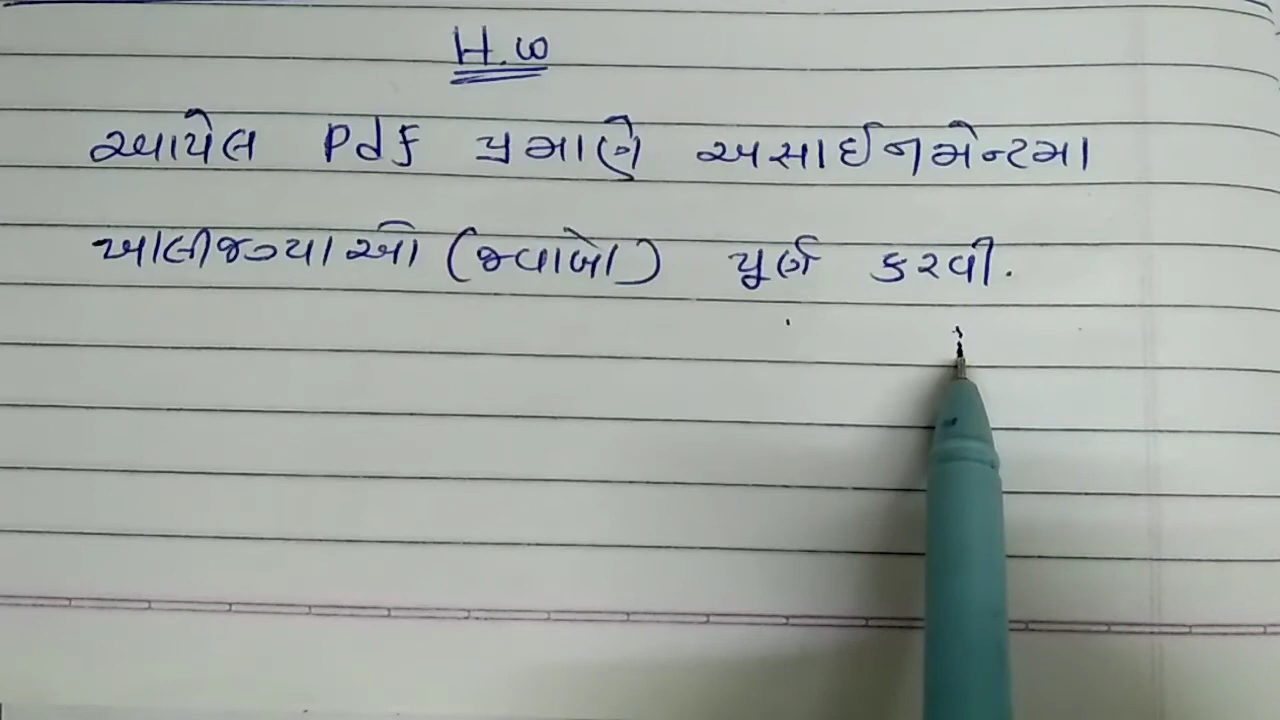 H.W
આપેલ Pdf પ્રમાણે અસાઈનમેન્ટમા
ખાલીજગ્યાઓ (જવાબો) પૂર્ણ કરવી.